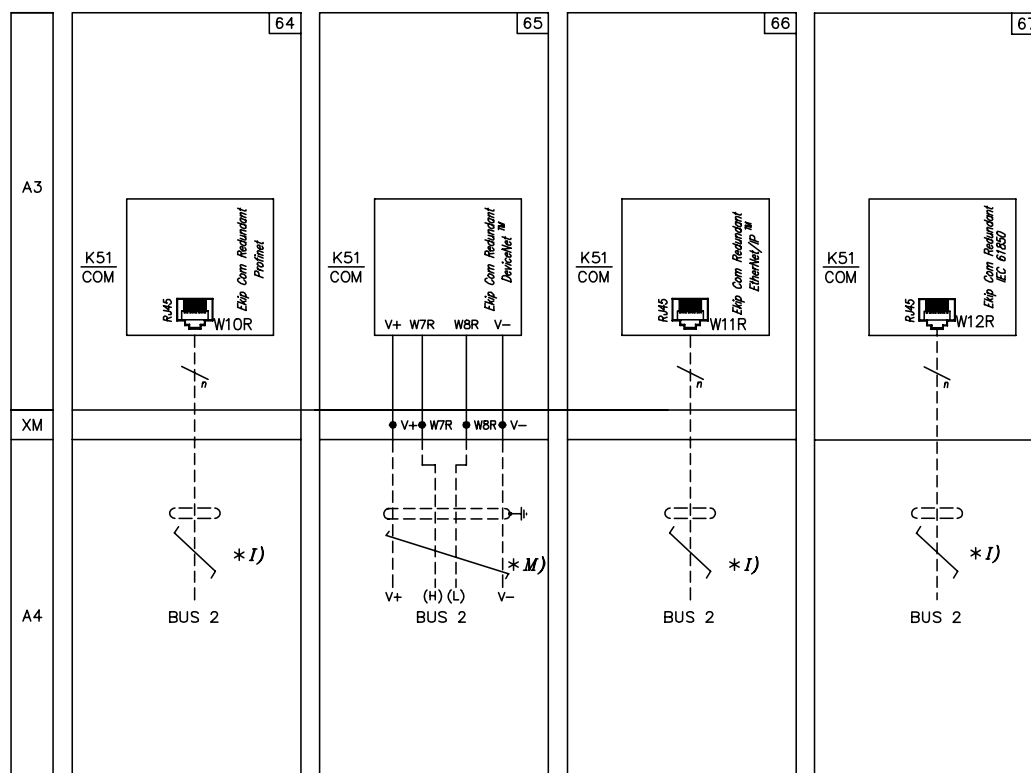 64
65
66
67
A3
K51
COM
Ekip Com Redundant
Profinet
RJ45
W10R
n
K51
COM
Ekip Com Redundant
DeviceNet™
V+ W7R W8R V-
K51
COM
Ekip Com Redundant
EtherNet/IP™
RJ45
W11R
n
K51
COM
Ekip Com Redundant
IEC 61850
RJ45
W12R
n
XM
V+ W7R W8R V-
A4
*I)
BUS 2
*M)
V+ (H) (L) V-
BUS 2
*I)
BUS 2
*I)
BUS 2